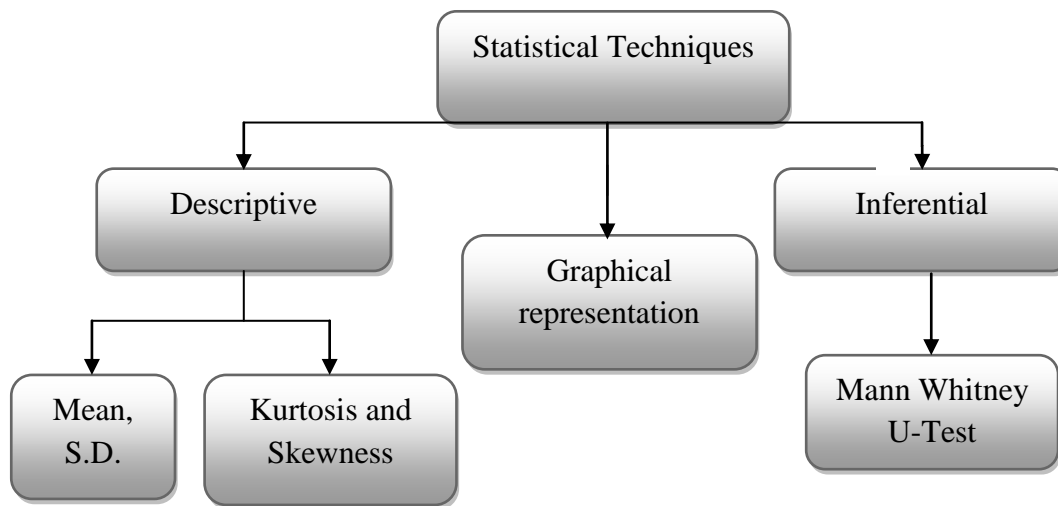 Statistical Techniques
Descriptive
Inferential
Graphical
representation
Mean,
S.D.
Kurtosis and
Skewness
Mann Whitney
U-Test